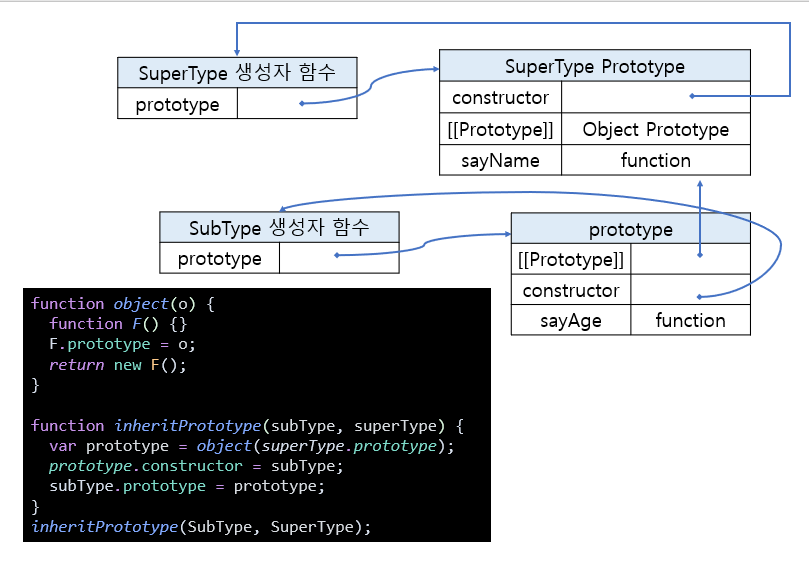 SuperType 생성자 함수
prototype
SuperType Prototype
constructor
[[Prototype]] Object Prototype
sayName function
SubType 생성자 함수
prototype
prototype
[[Prototype]]
constructor
sayAge function
function object(o) {
  function F() {}
  F.prototype = o;
  return new F();
}

function inheritPrototype(subType, superType) {
  var prototype = object(superType.prototype);
  prototype.constructor = subType;
  subType.prototype = prototype;
}
inheritPrototype(SubType, SuperType);